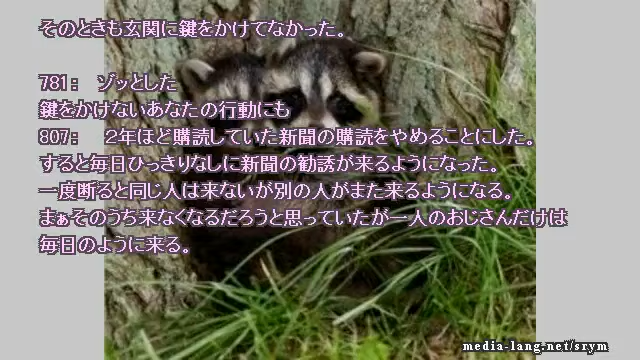 そのときも玄関に鍵をかけてなかった。
781： ゾッとした
鍵をかけないあなたの行動にも
807： ２年ほど購読していた新聞の購読をやめることにした。
すると毎日ひっきりなしに新聞の勧誘が来るようになった。
一度断ると同じ人は来ないが別の人がまた来るようになる。
まぁそのうち来なくなるだろうと思っていたが一人のおじさんだけは
毎日のように来る。
media-lang.net/srym